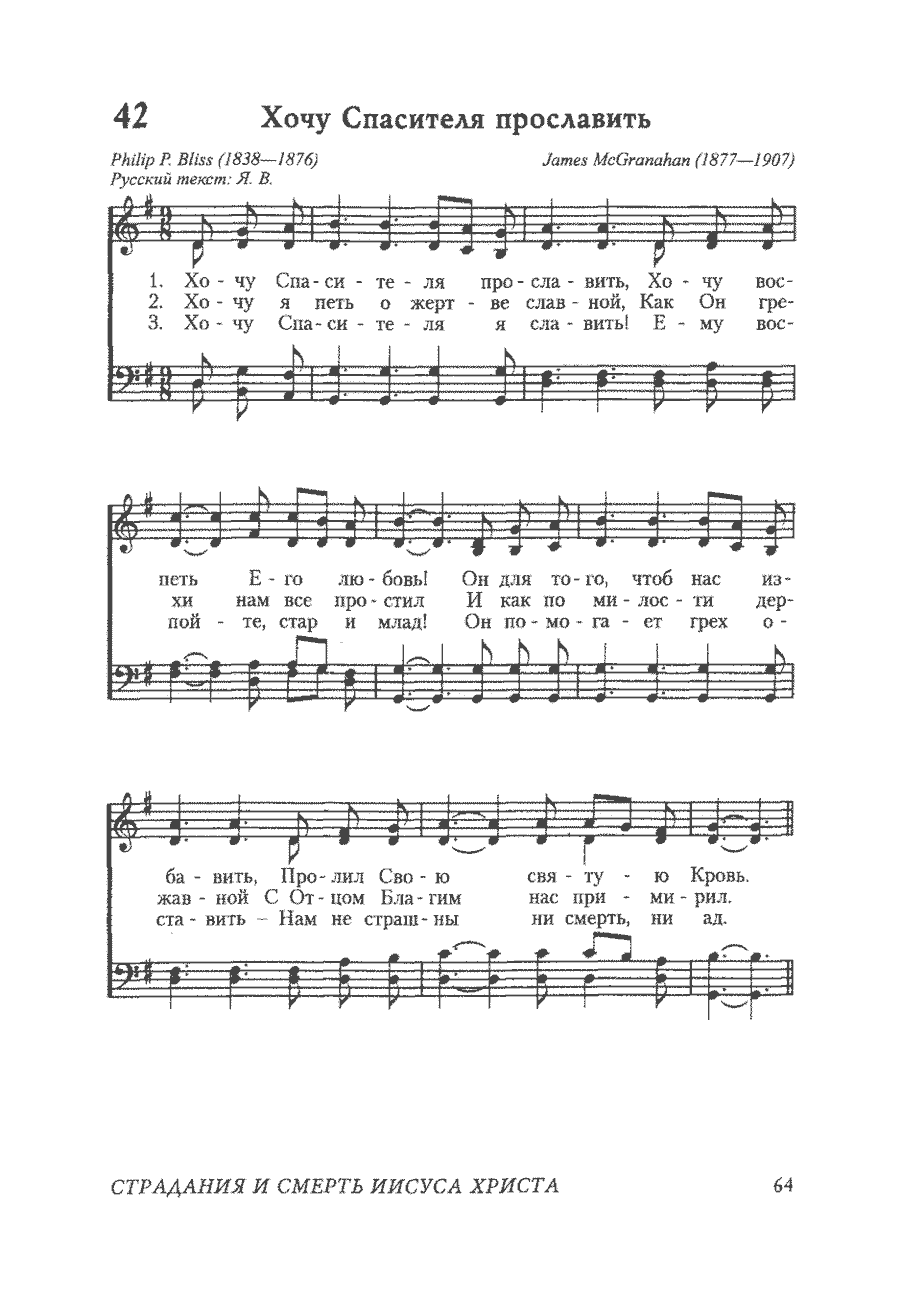 42 Хочу Спасителя прославить
Philip P. Bliss (1838—1876) James McGranahan (1877—1907)
Русский текст: Я. В.
1. Хо - чу Спа- си - те - ля про- сла - вить, Хо - чу вос-
2. Хо - чу я петь о жерт - ве слав - ной, Как Он гре-
3. Хо - чу Спа- си - те - ля я сла - вить! Е - му вос-
петь Е - го лю - бовь! Он для то- го, чтоб нас из-
хи нам все про - стил И как по ми - лос - ти дер-
пой - те, стар и млад! Он по - мо - га - ет грех о -
ба - вить, Про- лил Сво - ю свя - ту - ю Кровь.
жав - ной С От - цом Бла - гим нас при - ми - рил.
ста - вить – Нам не страш- ны ни смерть, ни ад.
СТРАДАНИЯ И СМЕРТЬ ИИСУСА ХРИСТА 64